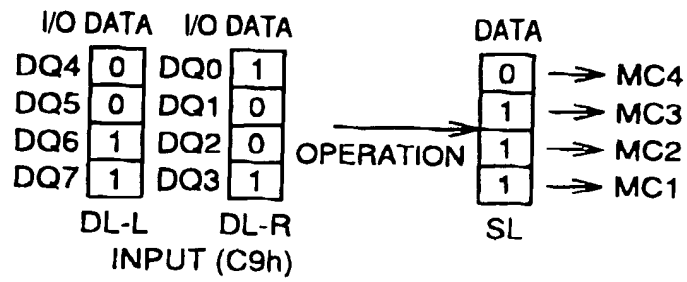 I/O DATA I/O DATA DATA
DQ4 0 DQ0 1 0 MC4
DQ5 0 DQ1 0 1 MC3
DQ6 1 DQ2 0 OPERATION 1 MC2
DQ7 1 DQ3 1 1 MC1
DL-L DL-R SL
INPUT (C9h)